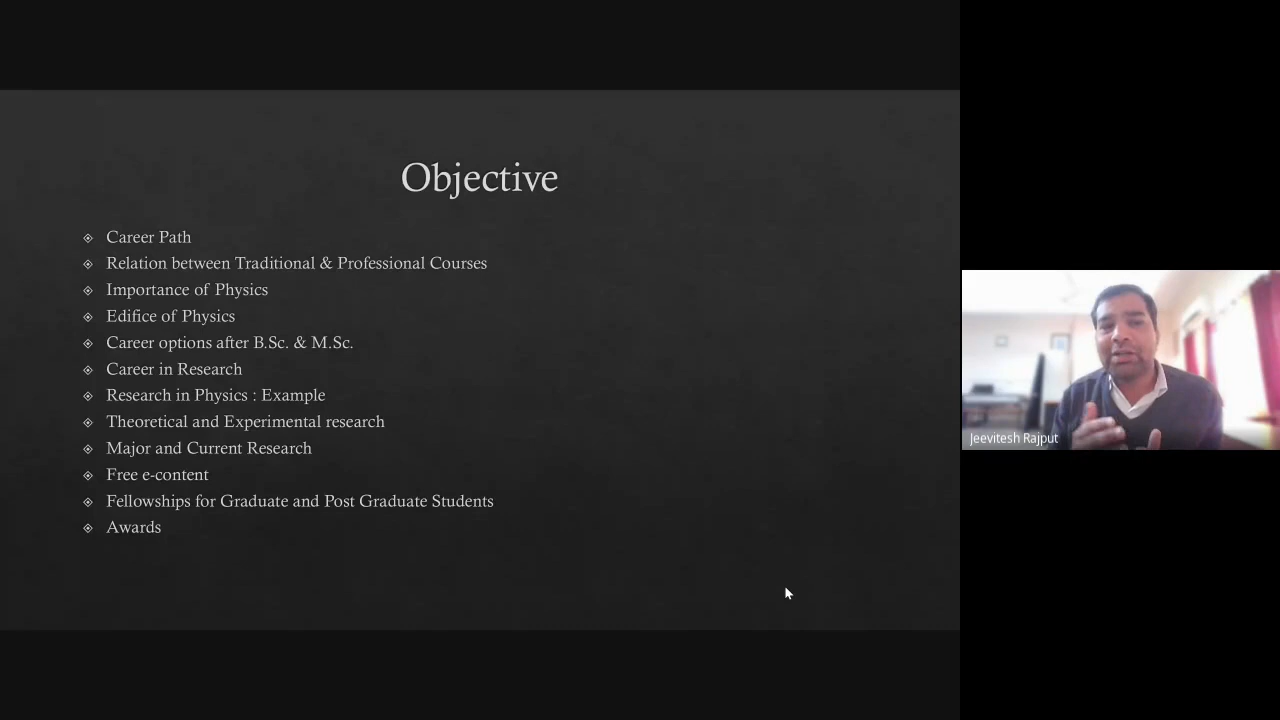 Objective
Career Path
Relation between Traditional & Professional Courses
Importance of Physics
Edifice of Physics
Career options after B.Sc. & M.Sc.
Career in Research
Research in Physics : Example
Theoretical and Experimental research
Major and Current Research
Free e-content
Fellowships for Graduate and Post Graduate Students
Awards
Jeevitesh Rajput